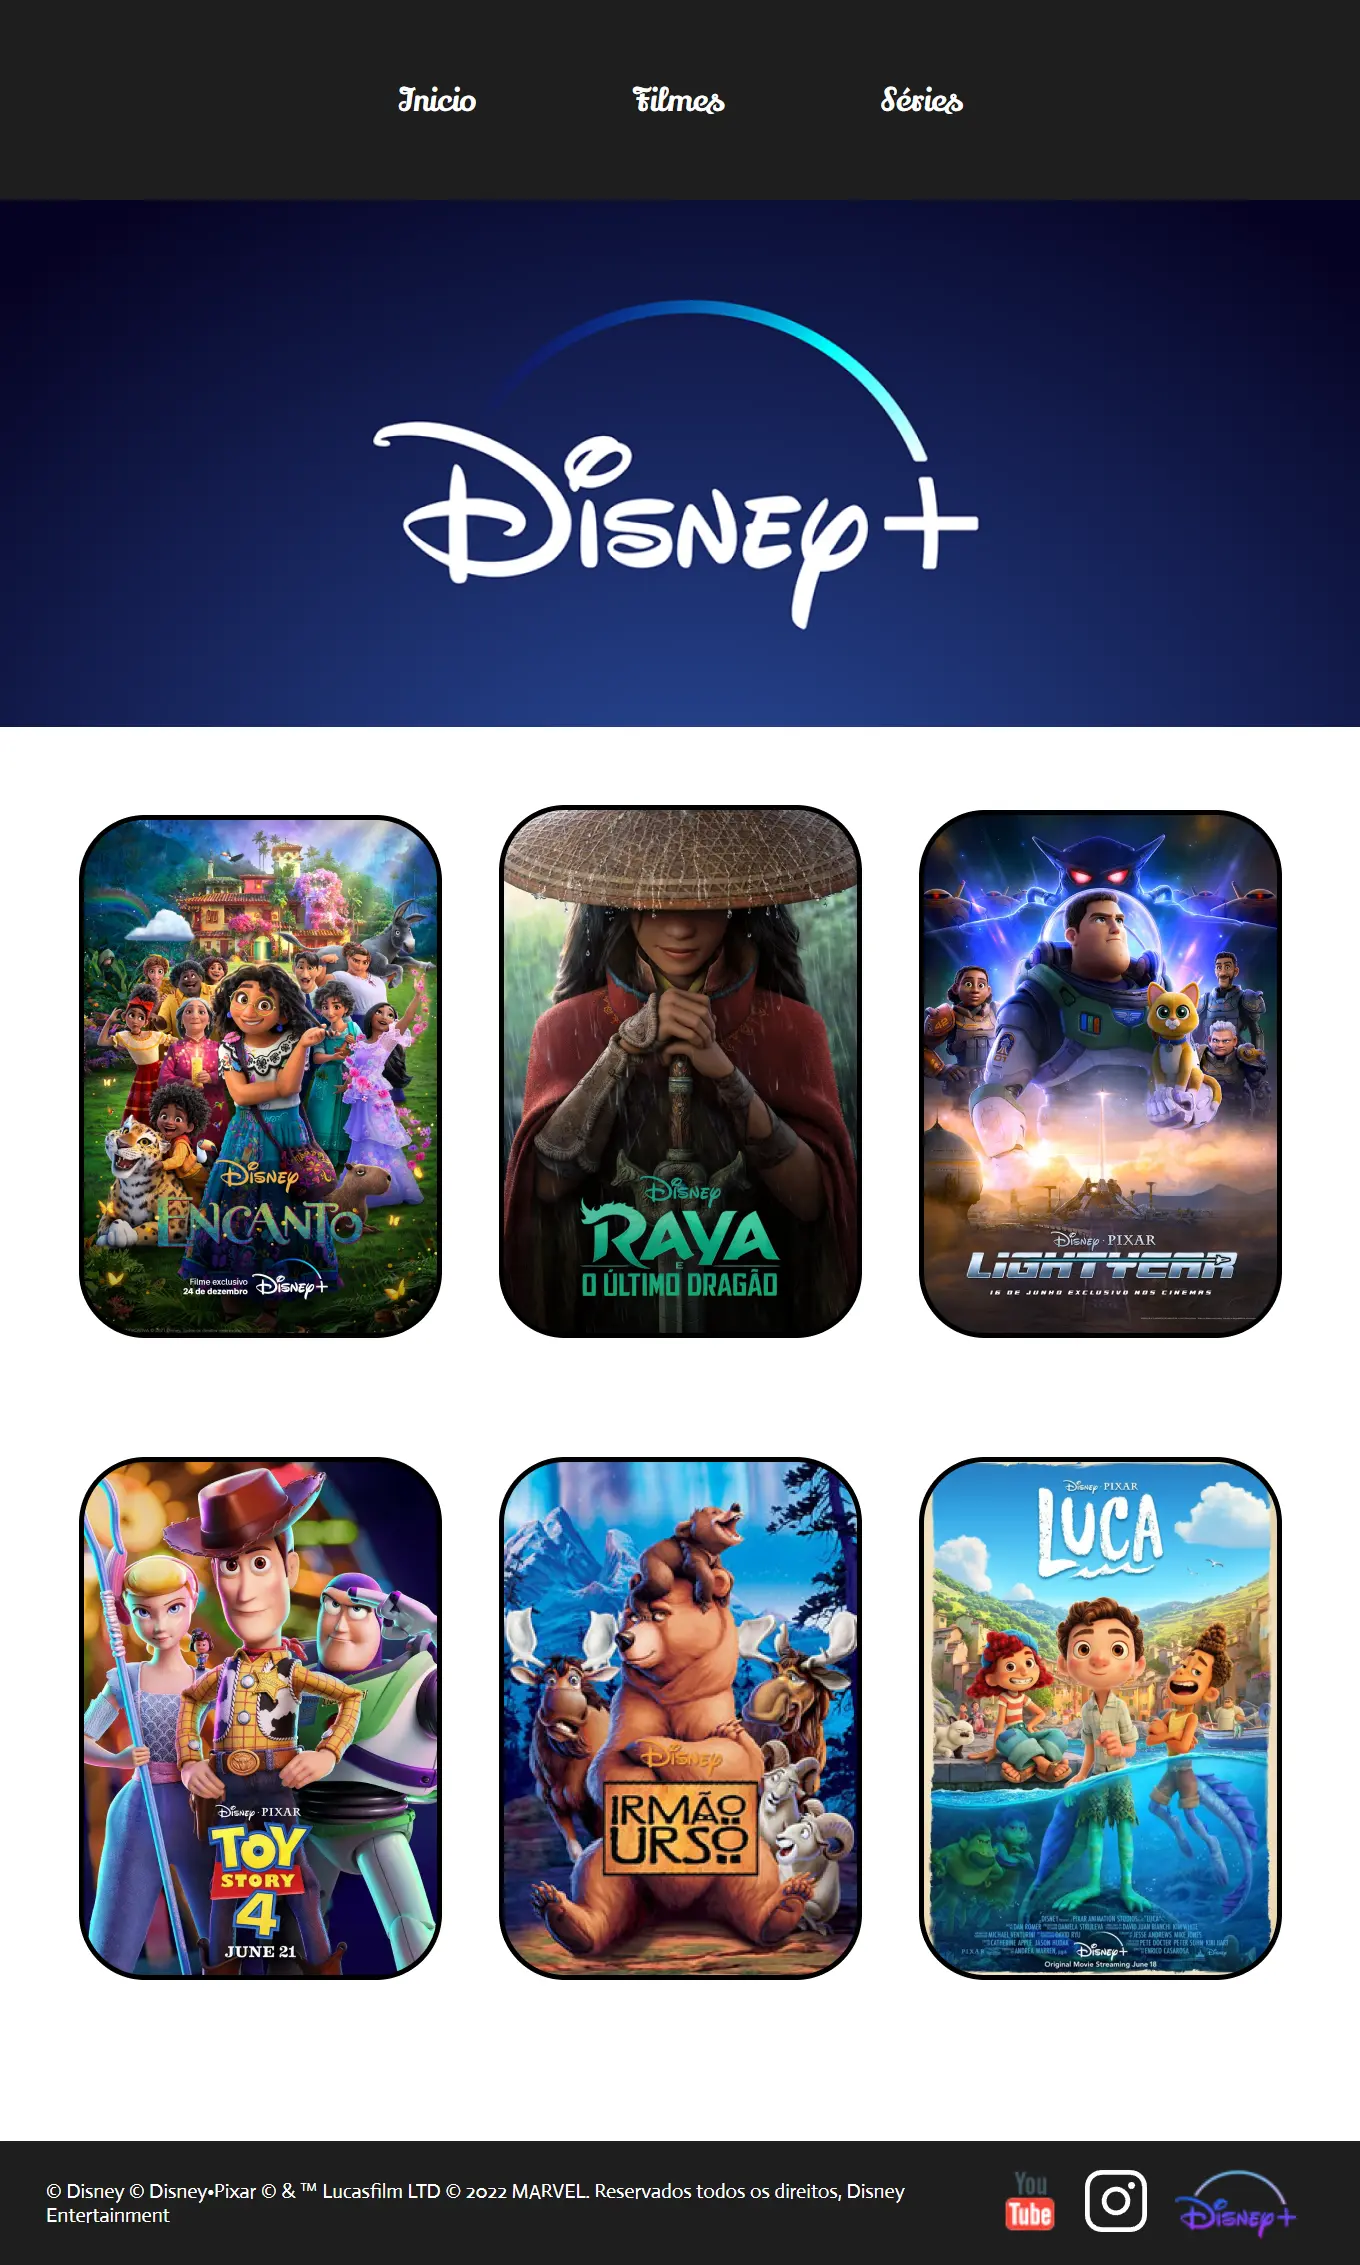 Inicio
Filmes
Séries
Disney+
Disney
ENCANTO
Filme exclusivo
24 de dezembro
Disney+
Disney
RAYA
E
O ÚLTIMO DRAGÃO
Disney · PIXAR
LIGHTYEAR
16 DE JUNHO EXCLUSIVO NOS CINEMAS
Disney · PIXAR
TOY
STORY
4
JUNE 21
Disney
IRMÃO
URSO
Disney · PIXAR
LUCA
Disney+
Original Movie Streaming June 18
© Disney © Disney•Pixar © & ™ Lucasfilm LTD © 2022 MARVEL. Reservados todos os direitos, Disney
Entertainment
You
Tube
Disney+